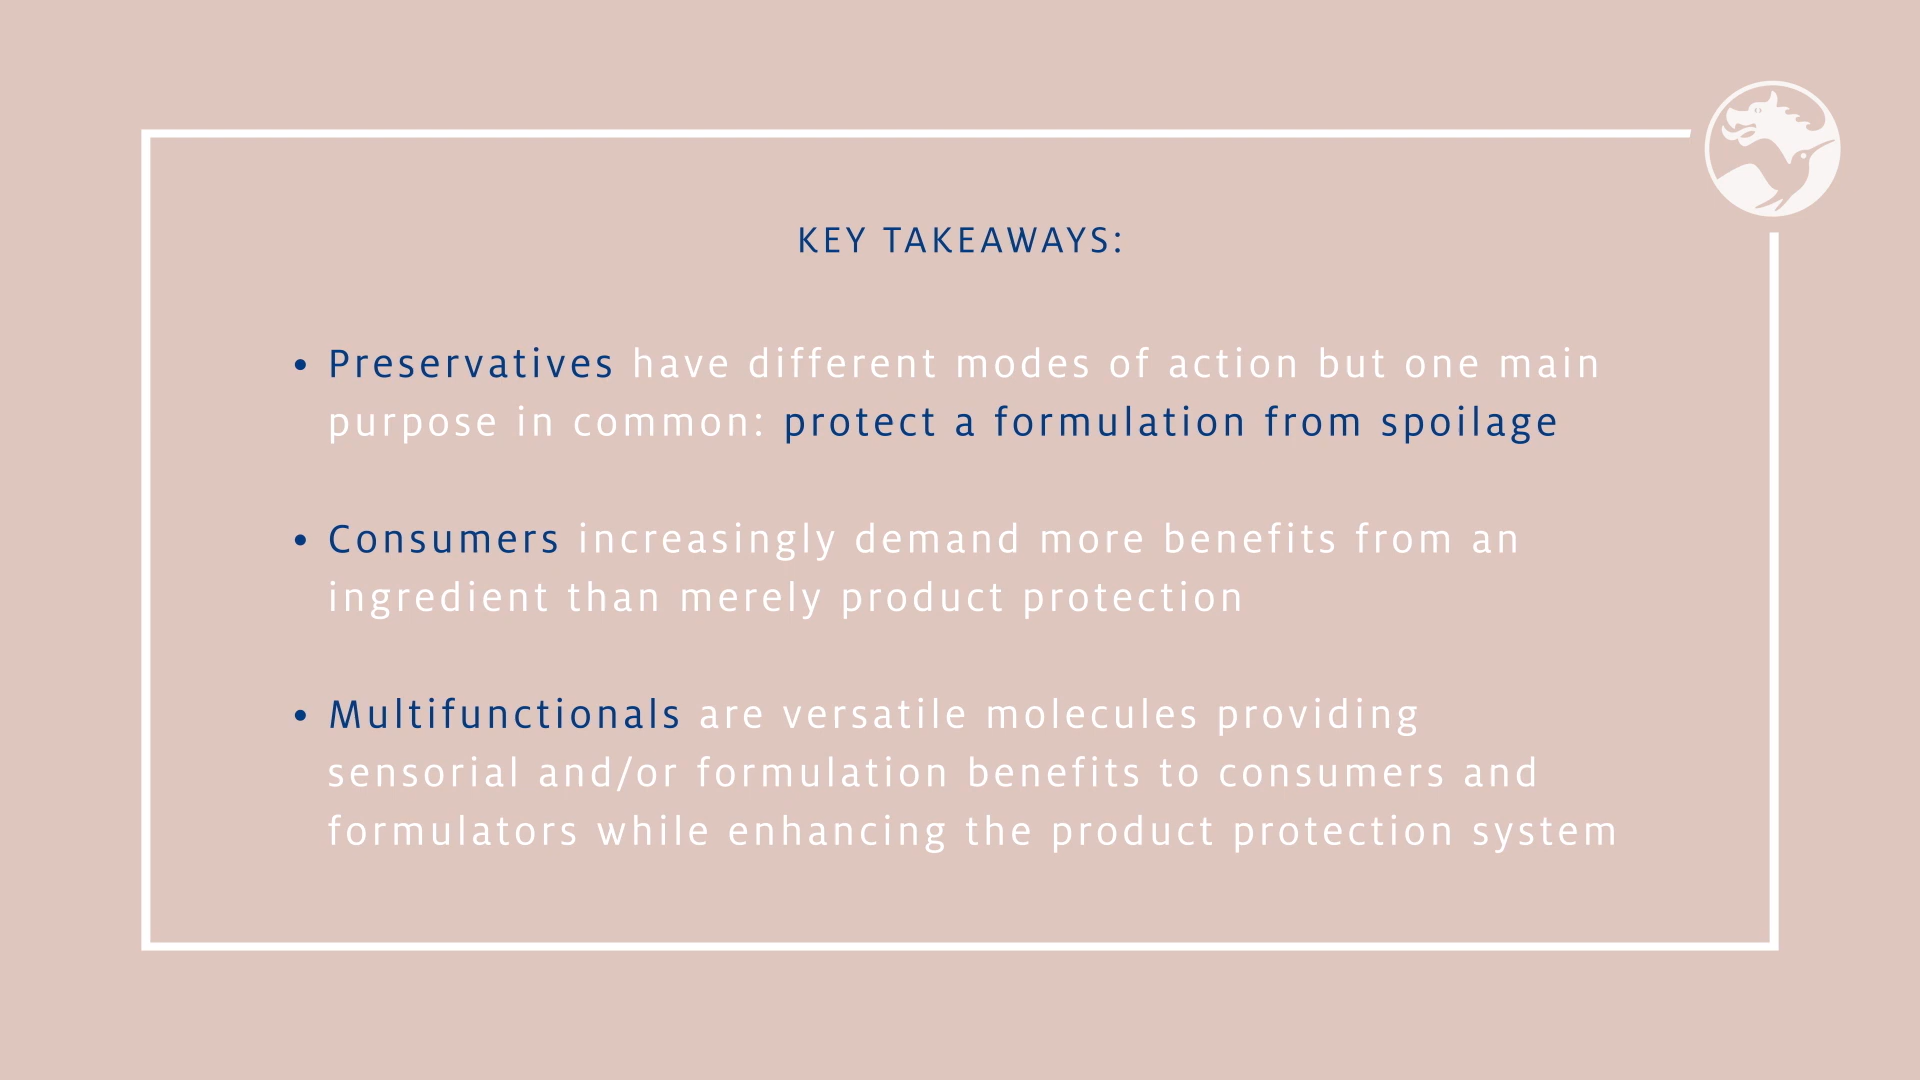 KEY TAKEAWAYS:
• Preservatives have different modes of action but one main
purpose in common: protect a formulation from spoilage
• Consumers increasingly demand more benefits from an
ingredient than merely product protection
• Multifunctionals are versatile molecules providing
sensorial and/or formulation benefits to consumers and
formulators while enhancing the product protection system